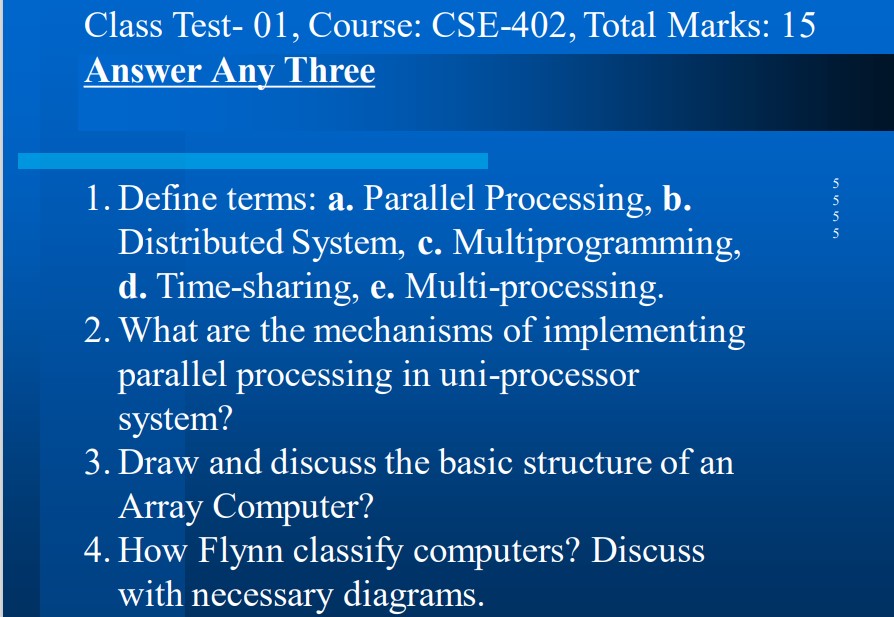 Class Test- 01, Course: CSE-402, Total Marks: 15
Answer Any Three
1. Define terms: a. Parallel Processing, b.
Distributed System, c. Multiprogramming,
d. Time-sharing, e. Multi-processing.
2. What are the mechanisms of implementing
parallel processing in uni-processor
system?
3. Draw and discuss the basic structure of an
Array Computer?
4. How Flynn classify computers? Discuss
with necessary diagrams.
5
5
5
5